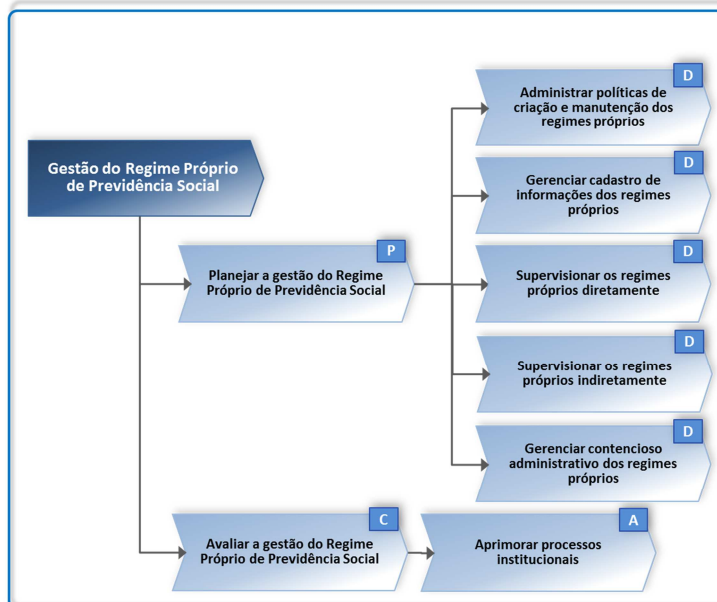 Gestão do Regime Próprio
de Previdência Social
P
Planejar a gestão do Regime
Próprio de Previdência Social
D
Administrar políticas de
criação e manutenção dos
regimes próprios
D
Gerenciar cadastro de
informações dos regimes
próprios
D
Supervisionar os regimes
próprios diretamente
D
Supervisionar os regimes
próprios indiretamente
D
Gerenciar contencioso
administrativo dos regimes
próprios
C
Avaliar a gestão do Regime
Próprio de Previdência Social
A
Aprimorar processos
institucionais